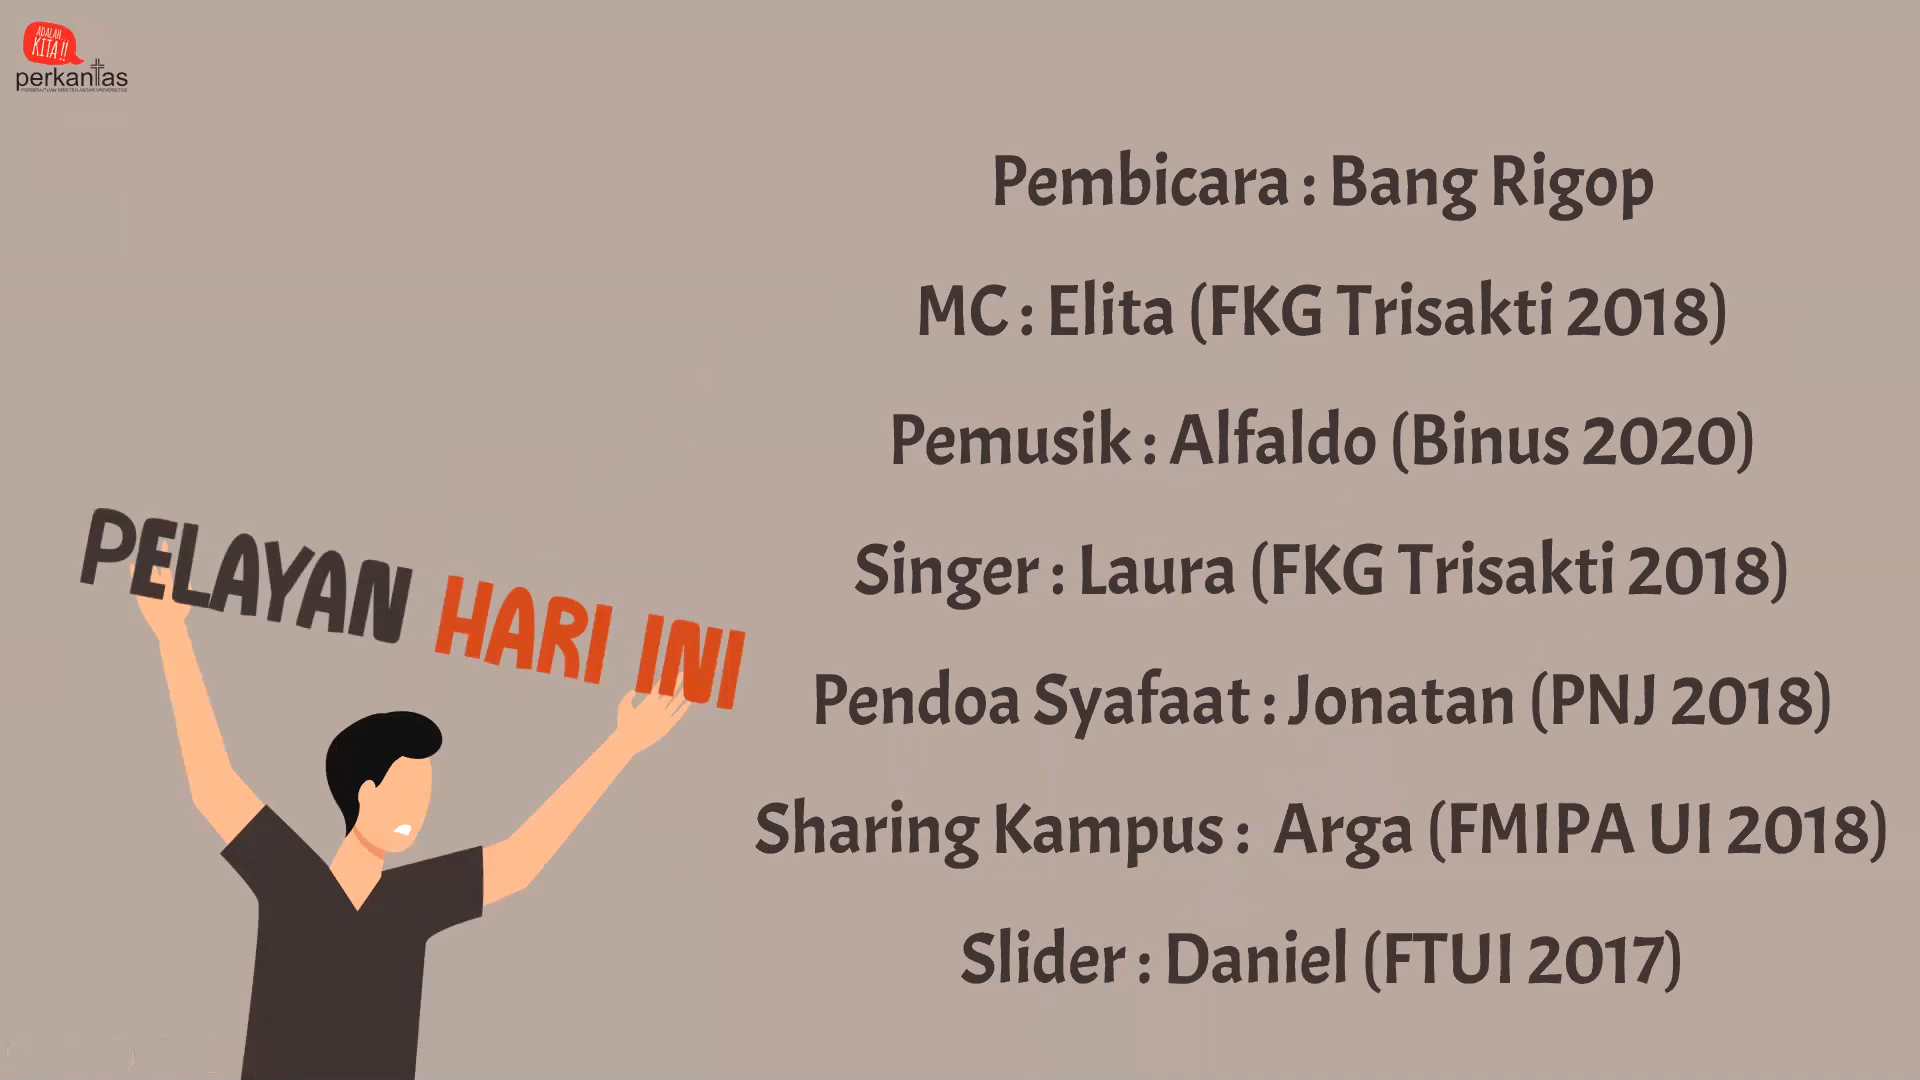 ADALAH
KITA !!
perkantas
PELAYAN HARI INI
Pembicara : Bang Rigop
MC : Elita (FKG Trisakti 2018)
Pemusik : Alfaldo (Binus 2020)
Singer : Laura (FKG Trisakti 2018)
Pendoa Syafaat : Jonatan (PNJ 2018)
Sharing Kampus : Arga (FMIPA UI 2018)
Slider : Daniel (FTUI 2017)